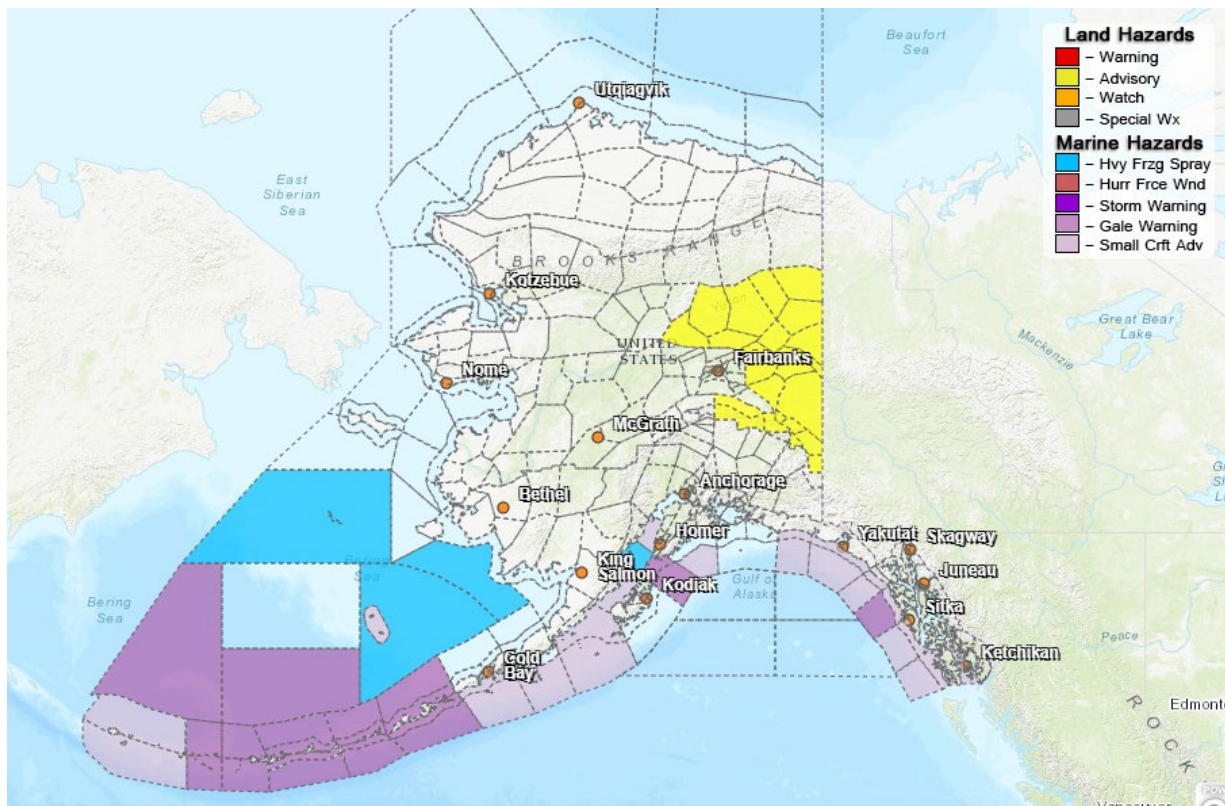 Land Hazards
– Warning
– Advisory
– Watch
– Special Wx
Marine Hazards
– Hvy Frzg Spray
– Hurr Frce Wnd
– Storm Warning
– Gale Warning
– Small Crft Adv
Beaufort
Sea
Utqiagvik
East
Siberian
Sea
BROOKS RANGE
Kotzebue
Yukon
Great Bear
Lake
Mackenzie
UNITED
STATES
Fairbanks
Nome
McGrath
Anchorage
Bethel
Homer
Yakutat
Skagway
King
Salmon
Kodiak
Juneau
Gulf of
Alaska
Sitka
Bering
Sea
Peace
Ketchikan
Cold
Bay
ROCK
Edmont
Vancouver